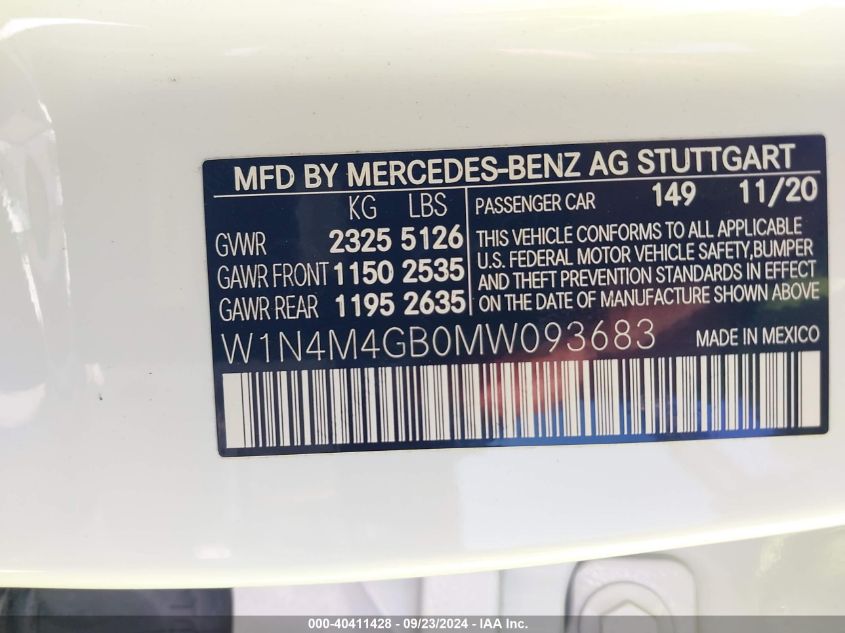 MFD BY MERCEDES-BENZ AG STUTTGART
KG LBS
GVWR 2325 5126
GAWR FRONT 1150 2535
GAWR REAR 1195 2635
PASSENGER CAR 149 11/20
THIS VEHICLE CONFORMS TO ALL APPLICABLE
U.S. FEDERAL MOTOR VEHICLE SAFETY,BUMPER
AND THEFT PREVENTION STANDARDS IN EFFECT
ON THE DATE OF MANUFACTURE SHOWN ABOVE
W1N4M4GB0MW093683 MADE IN MEXICO
000-40411428 - 09/23/2024 - IAA Inc.